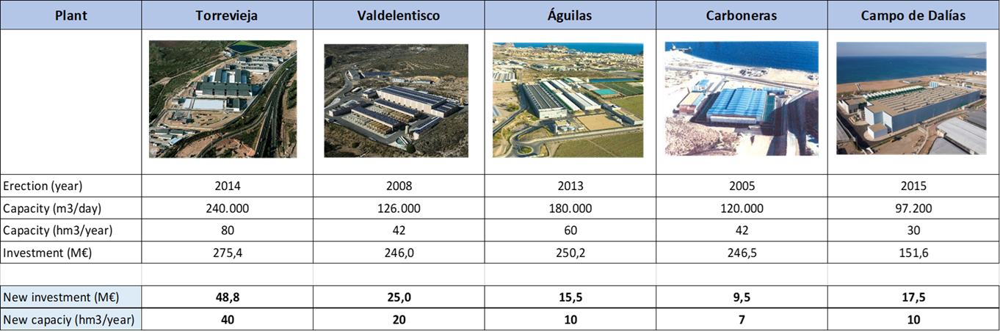 Plant Torrevieja Valdelentisco Águilas Carboneras Campo de Dalías
Erection (year) 2014 2008 2013 2005 2015
Capacity (m3/day) 240.000 126.000 180.000 120.000 97.200
Capacity (hm3/year) 80 42 60 42 30
Investment (M€) 275,4 246,0 250,2 246,5 151,6
New investment (M€) 48,8 25,0 15,5 9,5 17,5
New capaciy (hm3/year) 40 20 10 7 10